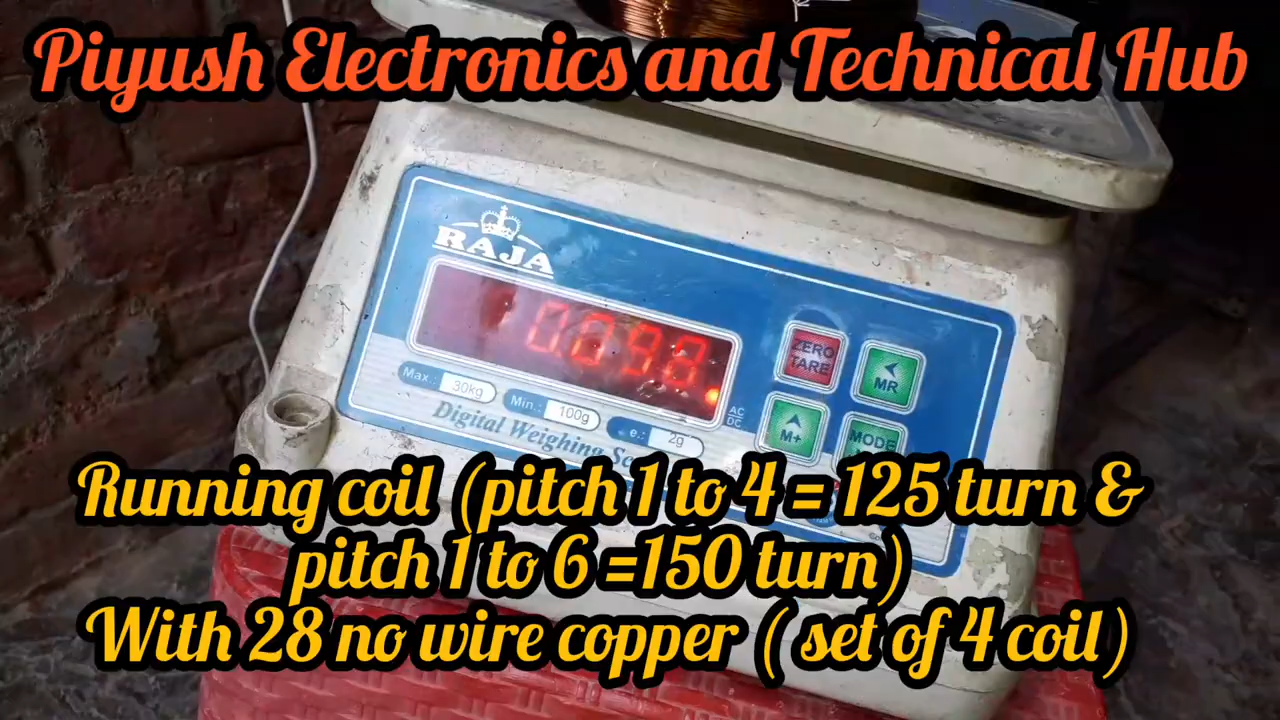 Piyush Electronics and Technical Hub
RAJA
0.098
ZERO TARE
MR
Max.: 30kg
Min.: 100g
e.: 2g
AC DC
M+
MODE
Digital Weighing
Running coil (pitch 1 to 4 = 125 turn &
pitch 1 to 6 =150 turn)
With 28 no wire copper ( set of 4 coil )